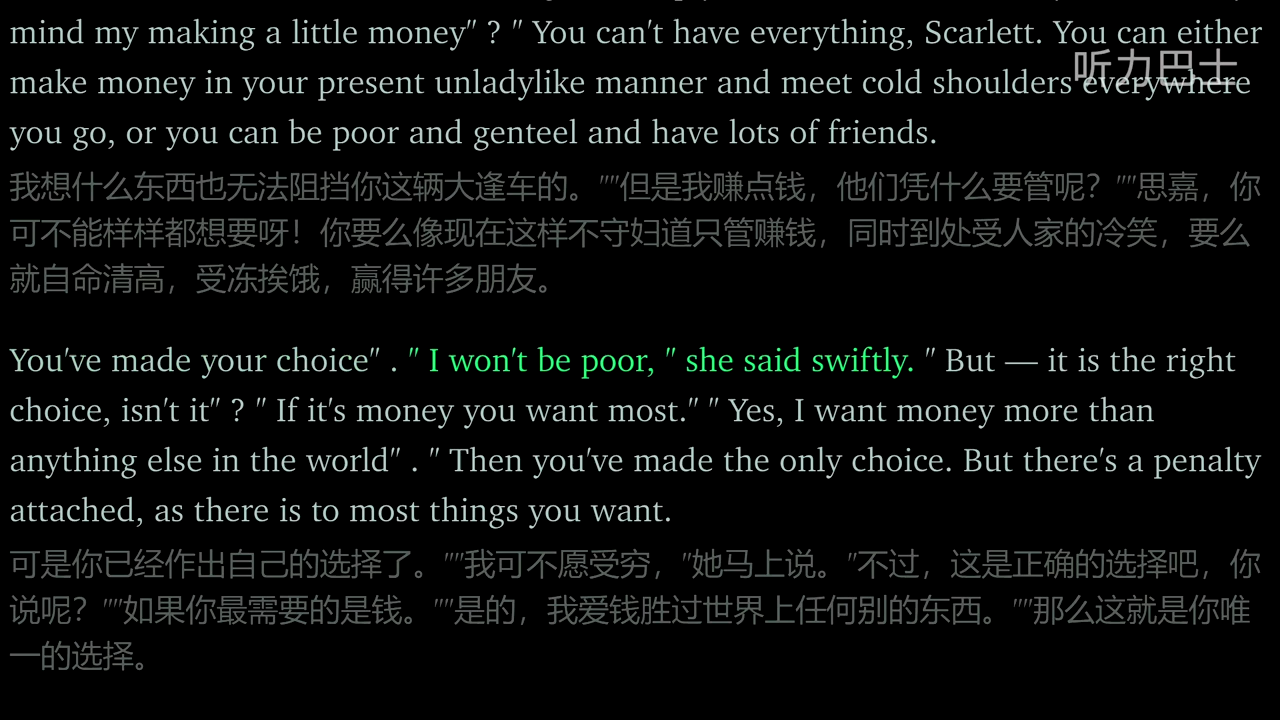 mind my making a little money" ? " You can't have everything, Scarlett. You can either
听力巴士
make money in your present unladylike manner and meet cold shoulders everywhere
you go, or you can be poor and genteel and have lots of friends.
我想什么东西也无法阻挡你这辆大逢车的。""但是我赚点钱，他们凭什么要管呢？""思嘉，你
可不能样样都想要呀！你要么像现在这样不守妇道只管赚钱，同时到处受人家的冷笑，要么
就自命清高，受冻挨饿，赢得许多朋友。
You've made your choice" . " I won't be poor, " she said swiftly. " But — it is the right
choice, isn't it" ? " If it's money you want most." " Yes, I want money more than
anything else in the world" . " Then you've made the only choice. But there's a penalty
attached, as there is to most things you want.
可是你已经作出自己的选择了。""我可不愿受穷，"她马上说。"不过，这是正确的选择吧，你
说呢？""如果你最需要的是钱。""是的，我爱钱胜过世界上任何别的东西。""那么这就是你唯
一的选择。